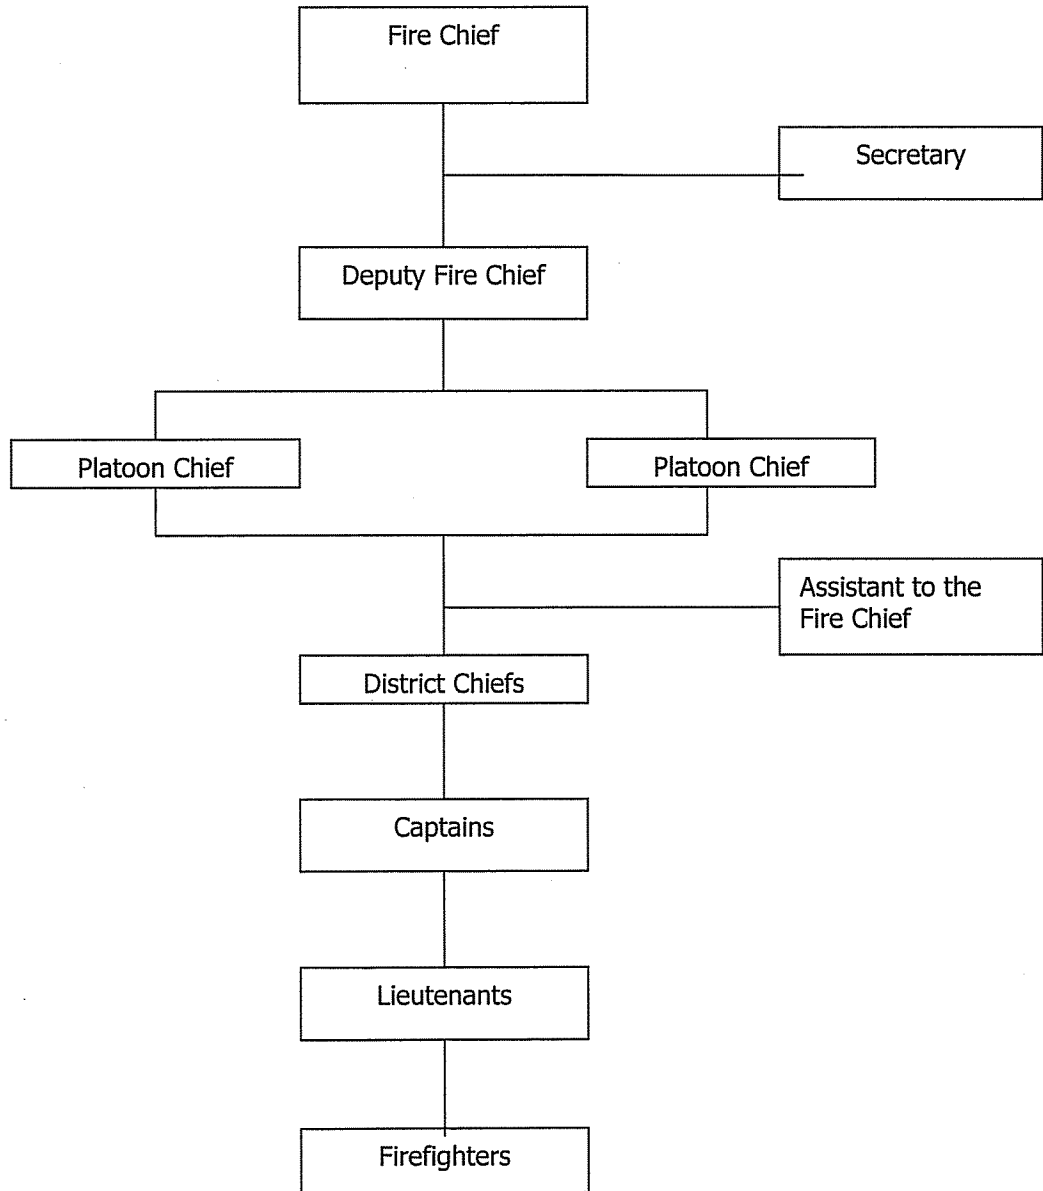 Fire Chief
Secretary
Deputy Fire Chief
Platoon Chief
Platoon Chief
Assistant to the
Fire Chief
District Chiefs
Captains
Lieutenants
Firefighters